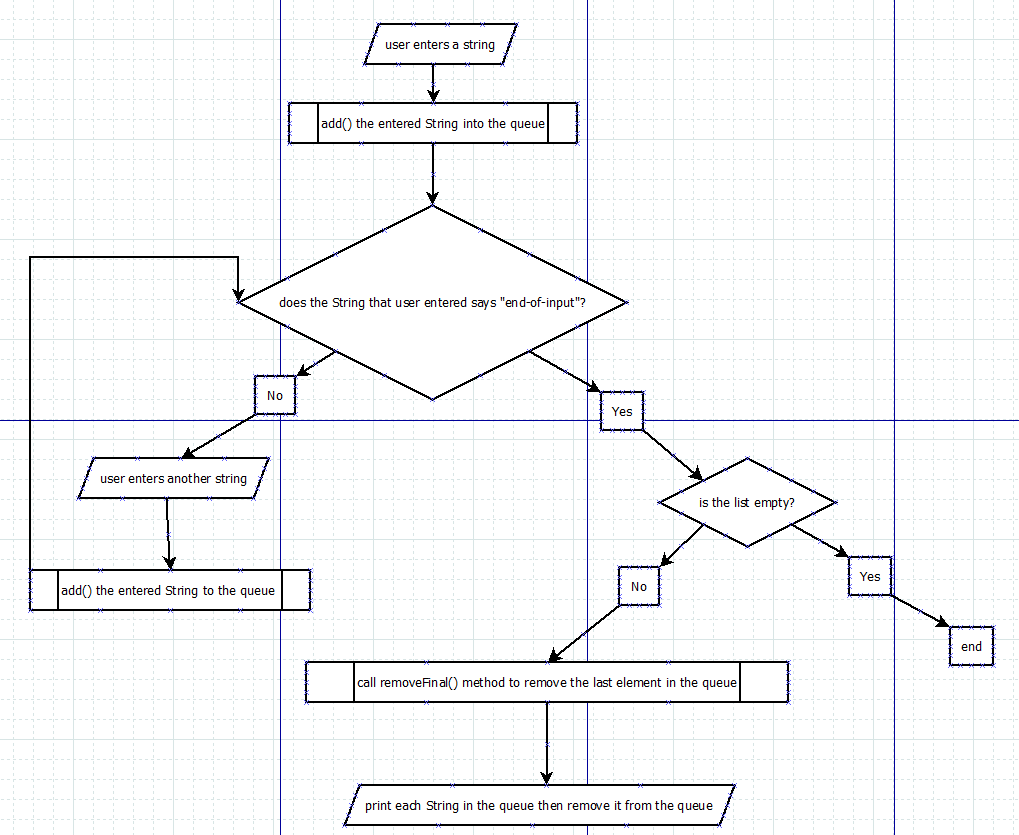 user enters a string
add() the entered String into the queue
does the String that user entered says "end-of-input"?
No
Yes
user enters another string
is the list empty?
add() the entered String to the queue
No
Yes
end
call removeFinal() method to remove the last element in the queue
print each String in the queue then remove it from the queue